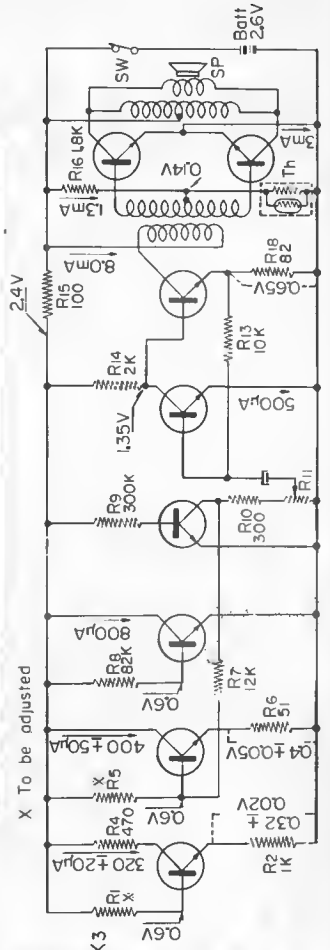 X To be adjusted
2.4V
R1
X
R4
470
320±20μA
0.6V
X3
R2
1K
0.32±
0.02V
X
R5
400±50μA
0.6V
R6
51
0.4±0.05V
R8
82K
800μA
0.6V
R7
12K
R9
300K
R10
300
R11
R14
2K
1.35V
500μA
R13
10K
R15
100
8.0mA
0.65V
R18
82
R16 1,8K
1.3mA
0.14V
Th
3mA
SP
SW
Batt
2.6V